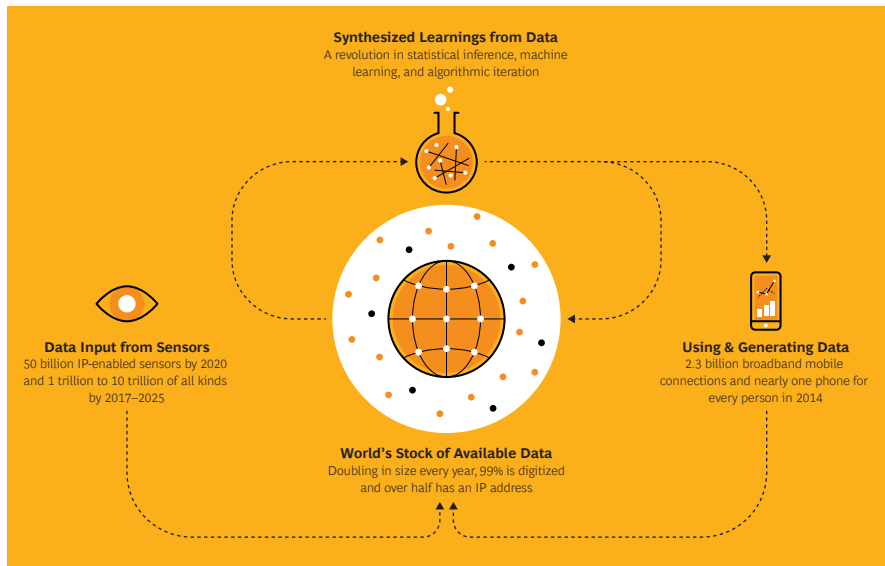 Synthesized Learnings from Data
A revolution in statistical inference, machine
learning, and algorithmic iteration
Data Input from Sensors
50 billion IP-enabled sensors by 2020
and 1 trillion to 10 trillion of all kinds
by 2017–2025
Using & Generating Data
2.3 billion broadband mobile
connections and nearly one phone for
every person in 2014
World’s Stock of Available Data
Doubling in size every year, 99% is digitized
and over half has an IP address